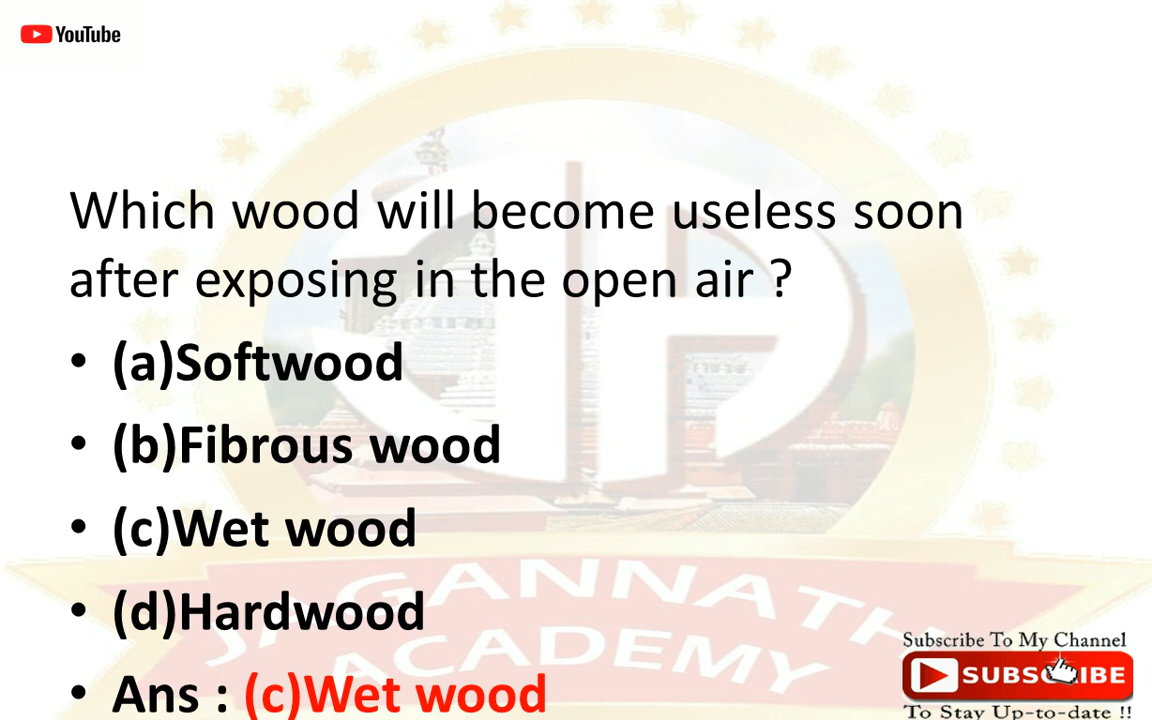 YouTube
Which wood will become useless soon
after exposing in the open air ?
• (a)Softwood
• (b)Fibrous wood
• (c)Wet wood
• (d)Hardwood
• Ans : (c)Wet wood
JAGANNATH
ACADEMY
Subscribe To My Channel
SUBSCRIBE
To Stay Up-to-date !!